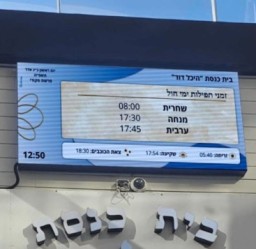 בית כנסת "היכל דוד"
זמני תפילות ימי חול
שחרית 08:00
מנחה 17:30
ערבית 17:45
זריחה: 05:40 שקיעה: 17:54 צאת הכוכבים: 18:30
12:50
בית כנסת